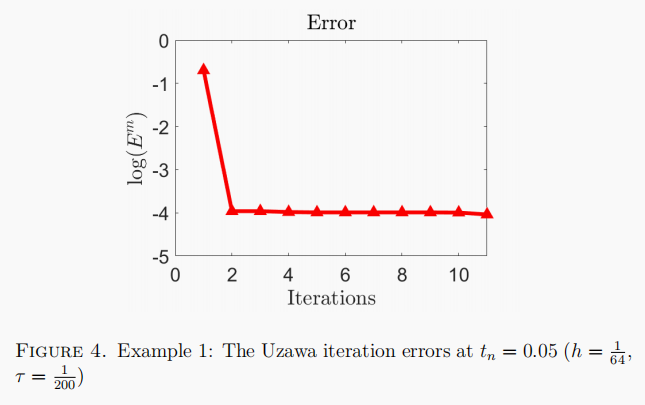 Error
0
-1
-2
-3
-4
-5
log(E^m)
0 2 4 6 8 10
Iterations
FIGURE 4. Example 1: The Uzawa iteration errors at t_n = 0.05 (h = 1/64,
τ = 1/200)